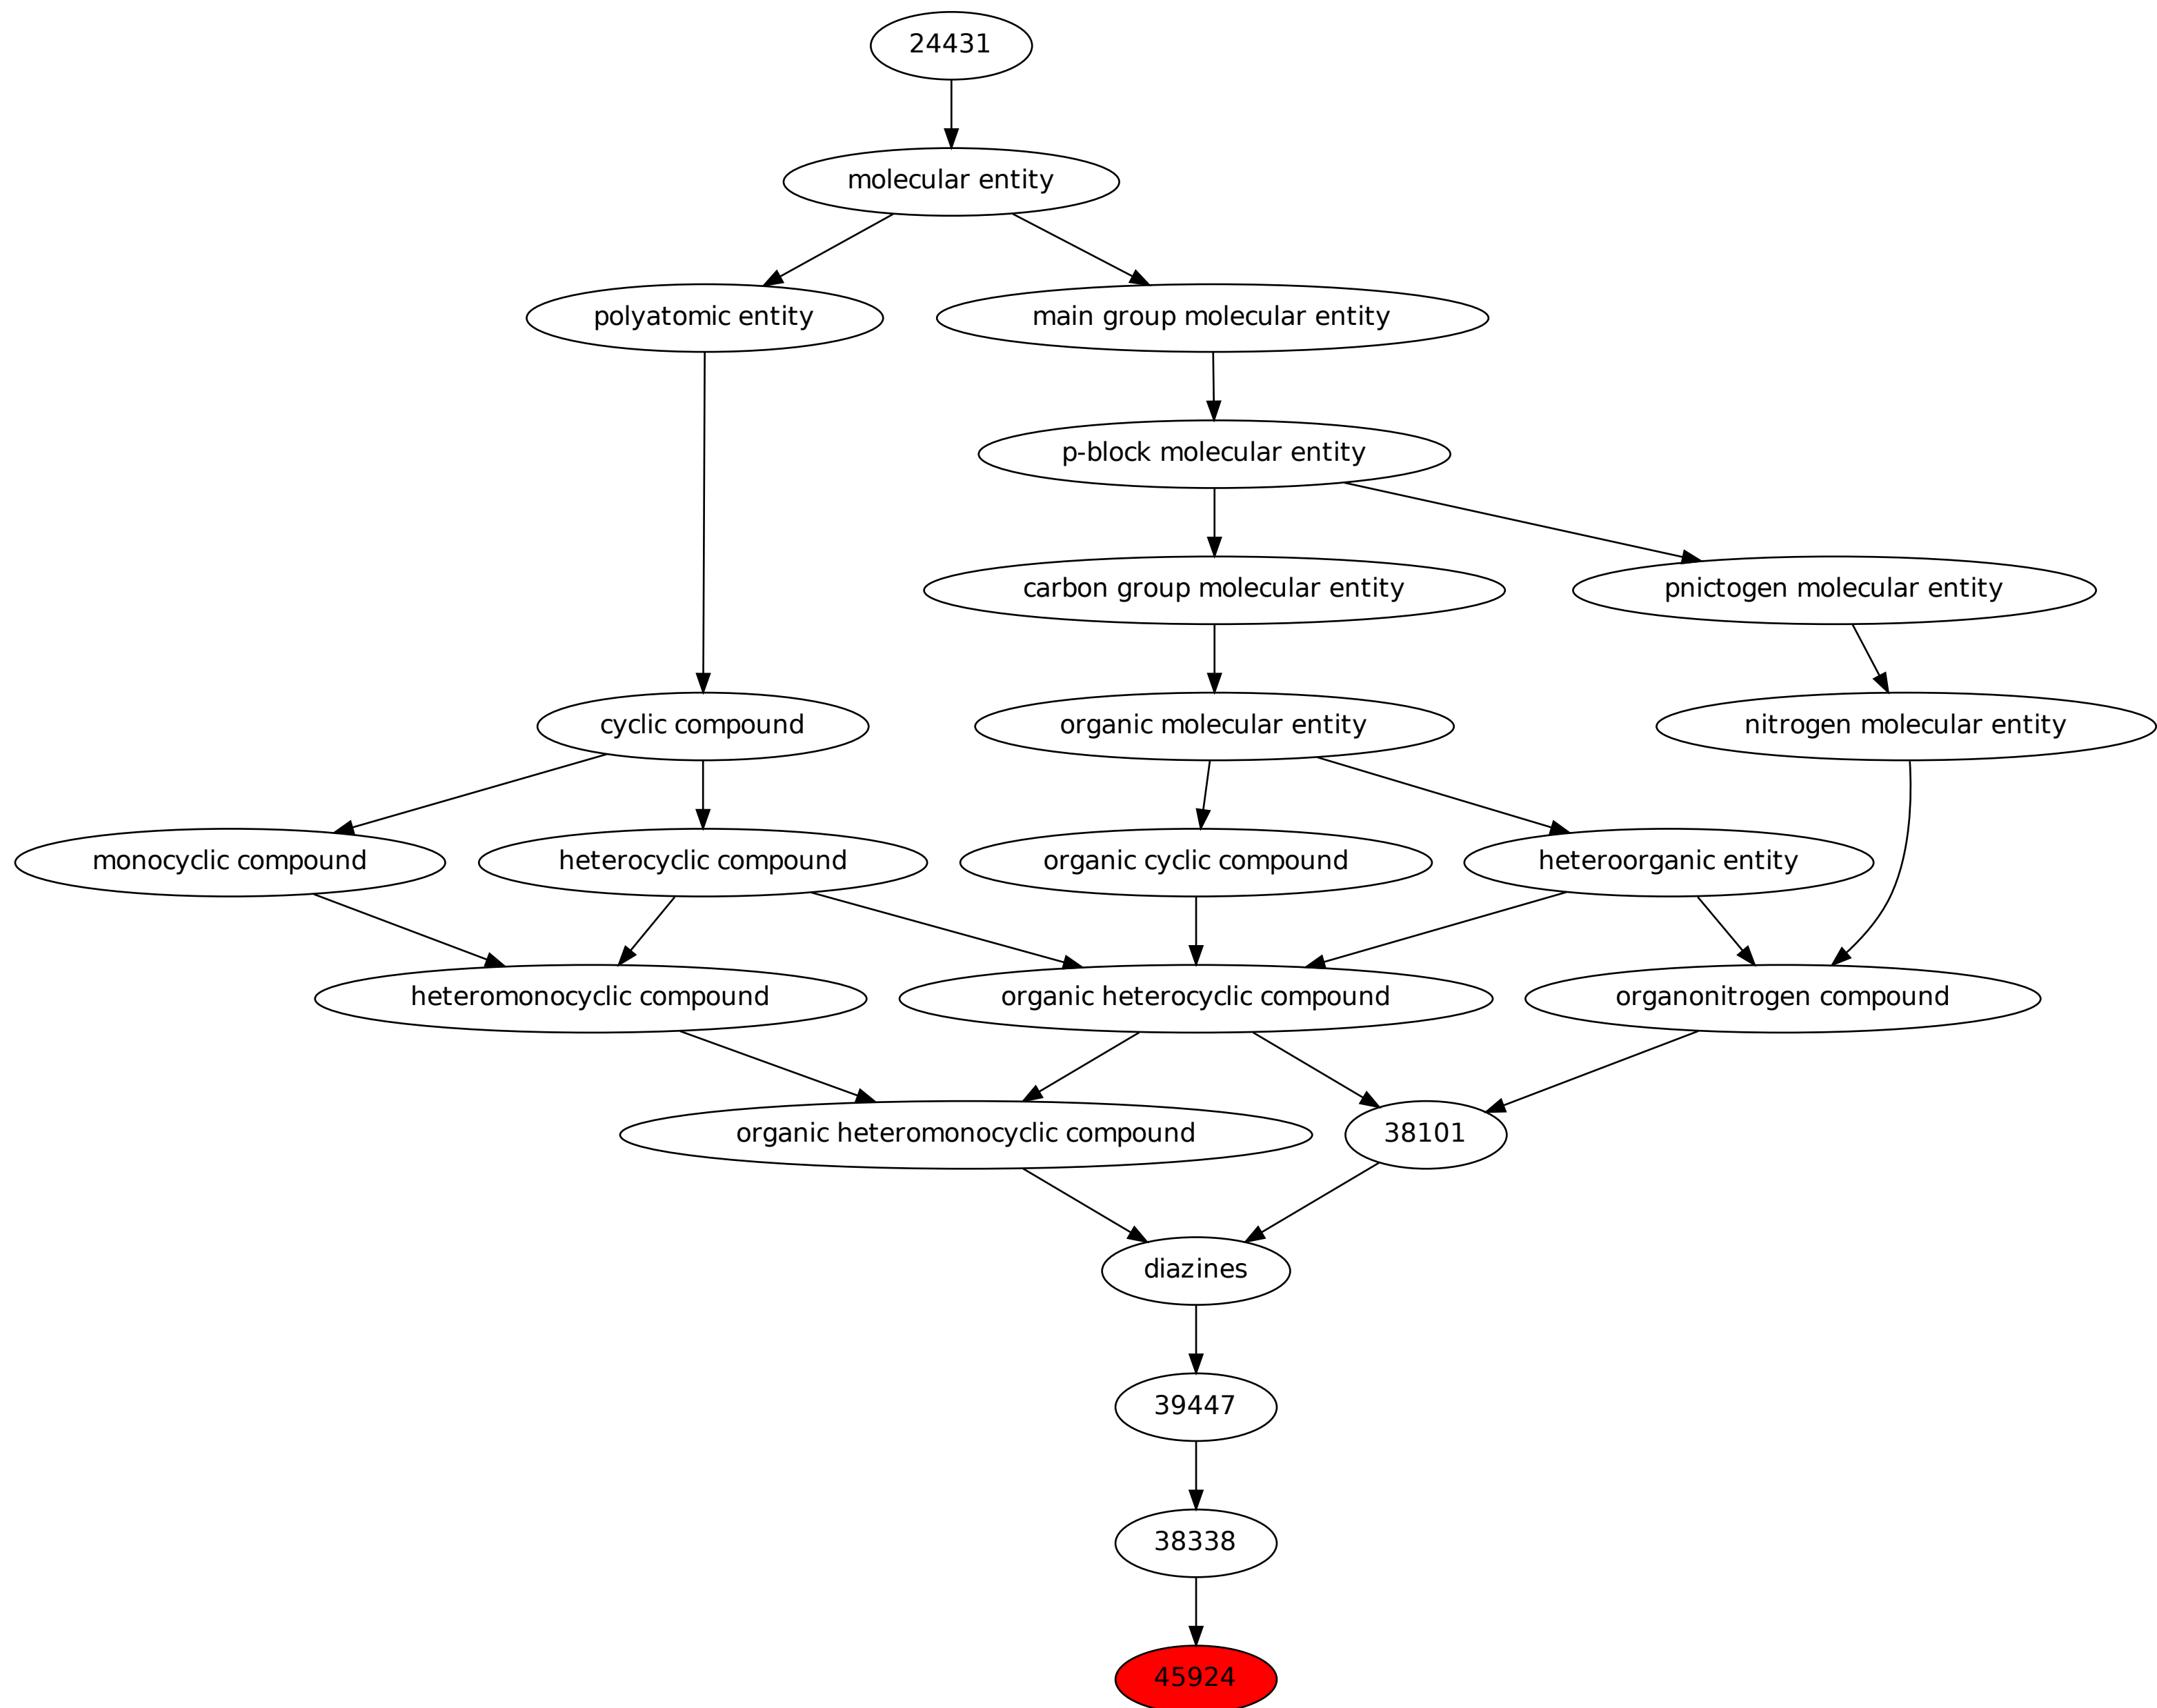 24431
molecular entity
polyatomic entity
main group molecular entity
p-block molecular entity
carbon group molecular entity
pnictogen molecular entity
cyclic compound
organic molecular entity
nitrogen molecular entity
monocyclic compound
heterocyclic compound
organic cyclic compound
heteroorganic entity
heteromonocyclic compound
organic heterocyclic compound
organonitrogen compound
organic heteromonocyclic compound
38101
diazines
39447
38338
45924